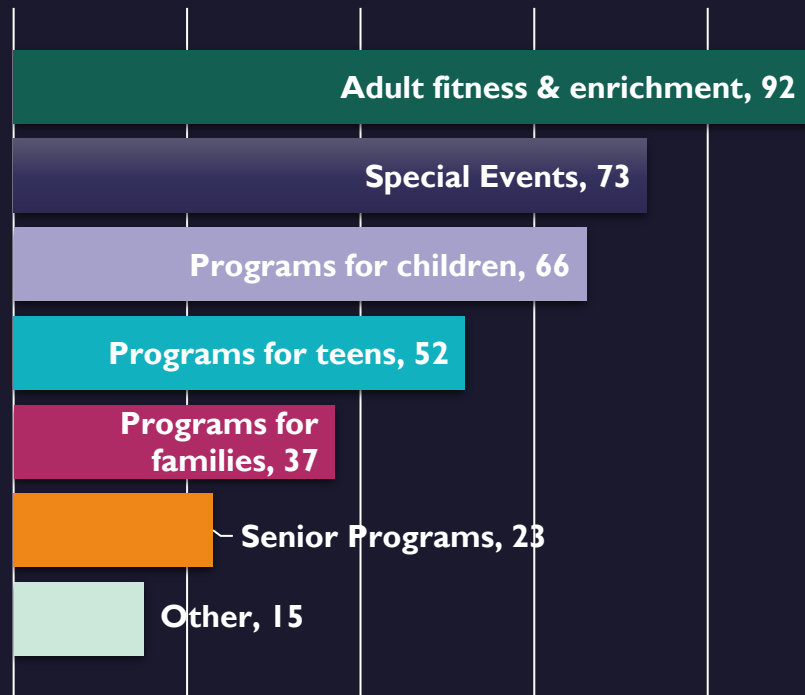 Adult fitness & enrichment, 92
Special Events, 73
Programs for children, 66
Programs for teens, 52
Programs for
families, 37
Senior Programs, 23
Other, 15